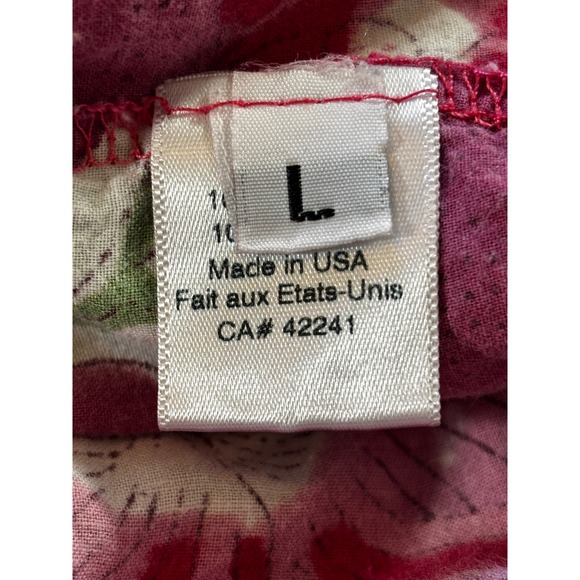 L
Made in USA
Fait aux Etats-Unis
CA# 42241